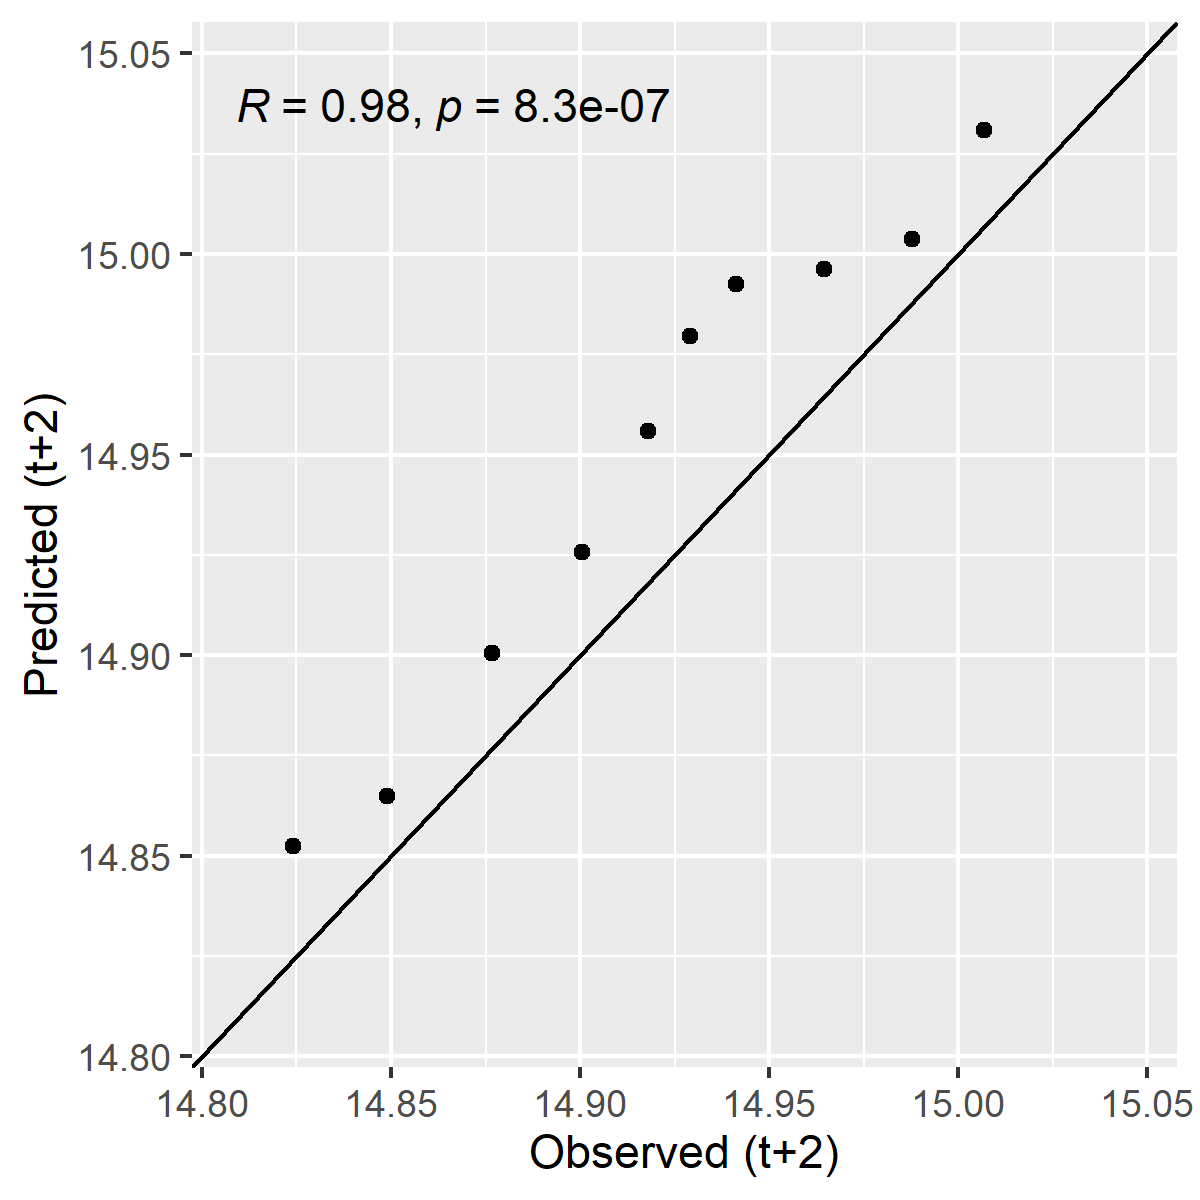 R = 0.98, p = 8.3e-07
15.05
15.00
14.95
14.90
14.85
14.80
Predicted (t+2)
14.80 14.85 14.90 14.95 15.00 15.05
Observed (t+2)